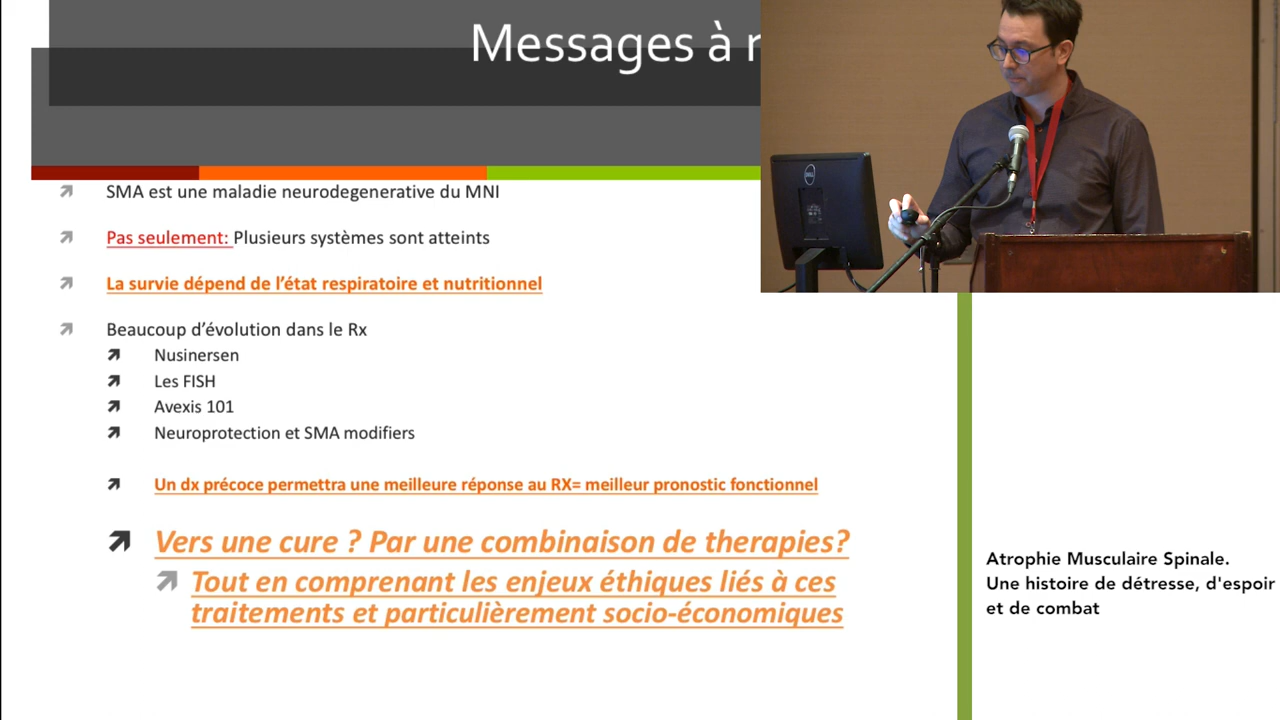 Messages à
SMA est une maladie neurodegenerative du MNI
Pas seulement: Plusieurs systèmes sont atteints
La survie dépend de l’état respiratoire et nutritionnel
Beaucoup d’évolution dans le Rx
Nusinersen
Les FISH
Avexis 101
Neuroprotection et SMA modifiers
Un dx précoce permettra une meilleure réponse au RX= meilleur pronostic fonctionnel
Vers une cure ? Par une combinaison de therapies?
Tout en comprenant les enjeux éthiques liés à ces
traitements et particulièrement socio-économiques
DELL
Atrophie Musculaire Spinale.
Une histoire de détresse, d'espoir
et de combat